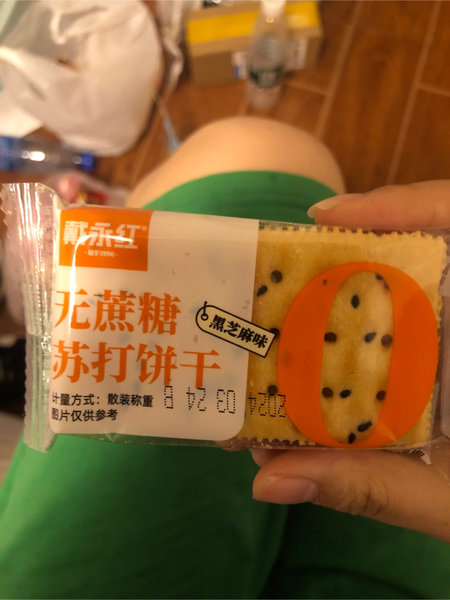 戴永红®
始于1990
无蔗糖
苏打饼干
黑芝麻味
0
计量方式：散装称重
图片仅供参考
2024 03 24 B